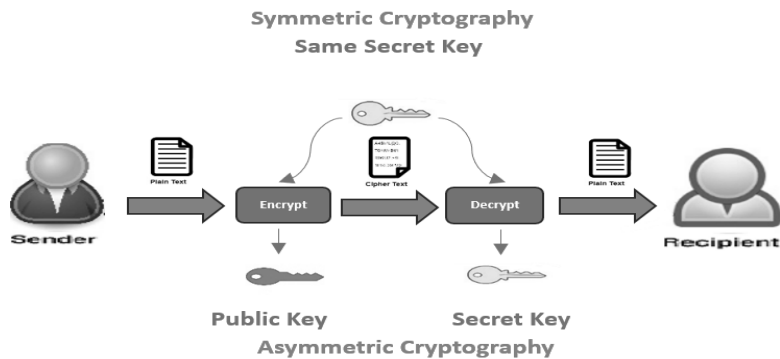 Symmetric Cryptography
Same Secret Key
Plain Text
Cipher Text
Plain Text
Encrypt
Decrypt
Sender
Recipient
Public Key
Secret Key
Asymmetric Cryptography